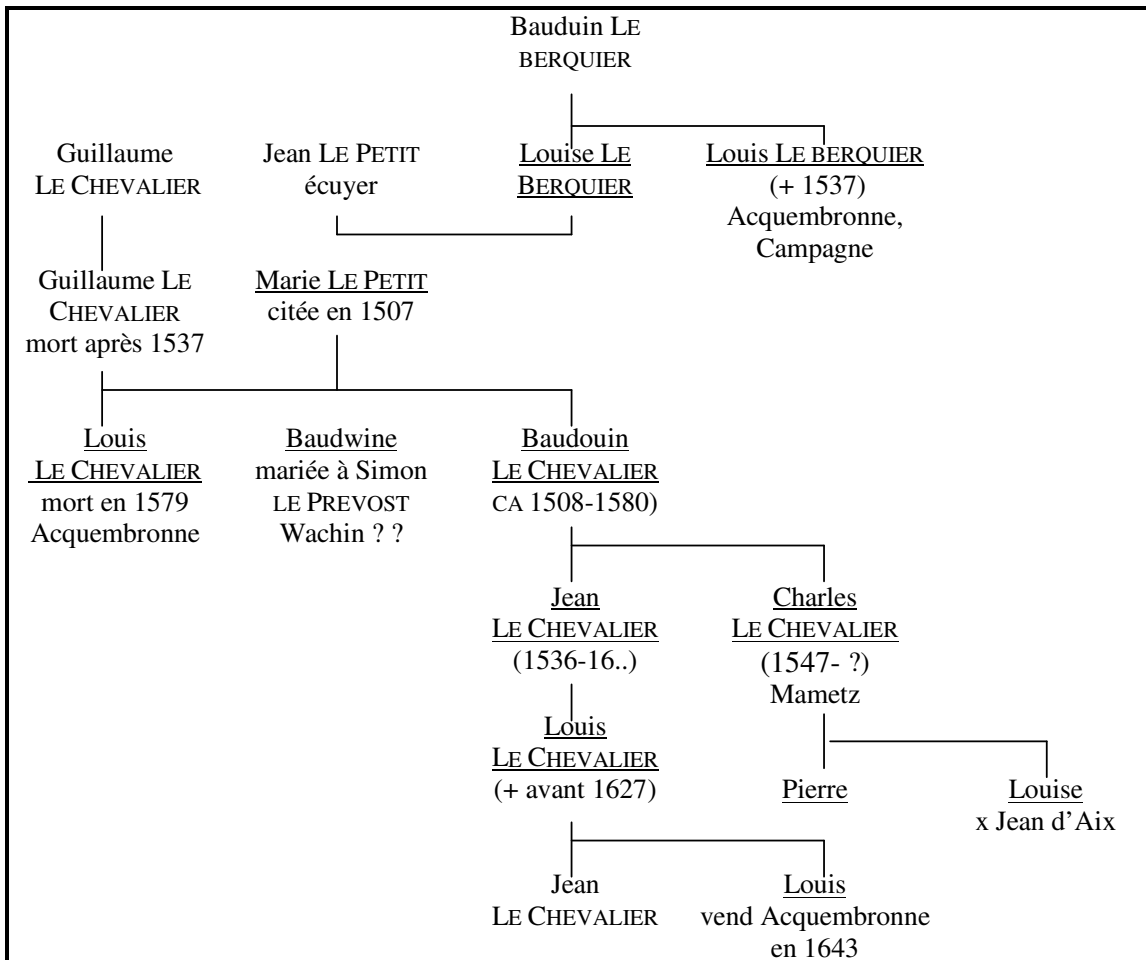 Bauduin LE
BERQUIER
Guillaume
LE CHEVALIER
Jean LE PETIT
écuyer
Louise LE
BERQUIER
Louis LE BERQUIER
(+ 1537)
Acquembronne,
Campagne
Guillaume LE
CHEVALIER
mort après 1537
Marie LE PETIT
citée en 1507
Louis
LE CHEVALIER
mort en 1579
Acquembronne
Baudwine
mariée à Simon
LE PREVOST
Wachin ? ?
Baudouin
LE CHEVALIER
CA 1508-1580)
Jean
LE CHEVALIER
(1536-16..)
Charles
LE CHEVALIER
(1547- ?)
Mametz
Louis
LE CHEVALIER
(+ avant 1627)
Pierre
Louise
x Jean d’Aix
Jean
LE CHEVALIER
Louis
vend Acquembronne
en 1643